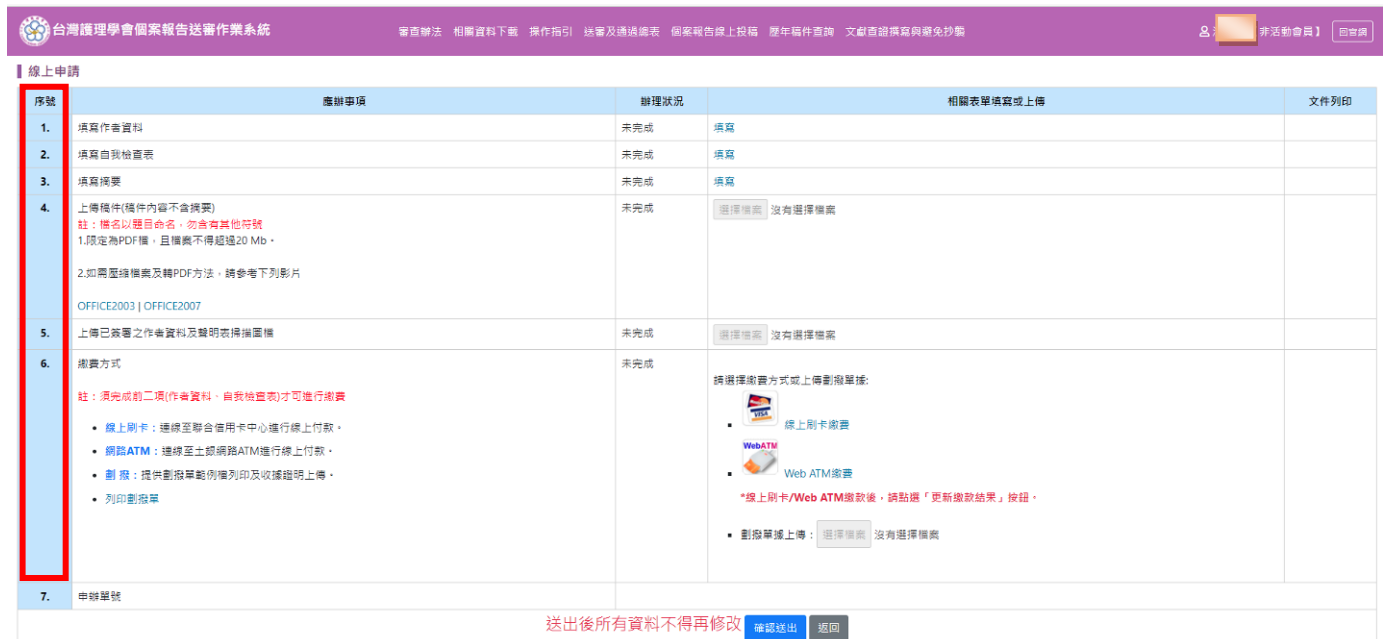 台灣護理學會個案報告送審作業系統
審查辦法 相關資料下載 操作指引 送審及通過總表 個案報告線上投稿 歷年稿件查詢 文獻查證撰寫與避免抄襲
非活動會員】 回官網
線上申請
序號 應辦事項 辦理狀況 相關表單填寫或上傳 文件列印
1. 填寫作者資料 未完成 填寫
2. 填寫自我檢查表 未完成 填寫
3. 填寫摘要 未完成 填寫
4. 上傳稿件(稿件內容不含摘要) 未完成 選擇檔案 沒有選擇檔案
註：檔名以題目命名，勿含有其他符號
1.限定為PDF檔，且檔案不得超過20 Mb。
2.如需壓縮檔案及轉PDF方法，請參考下列影片
OFFICE2003 | OFFICE2007
5. 上傳已簽署之作者資料及聲明表掃描圖檔 未完成 選擇檔案 沒有選擇檔案
6. 繳費方式 未完成
註：須完成前二項(作者資料、自我檢查表)才可進行繳費
• 線上刷卡：連線至聯合信用卡中心進行線上付款。
• 網路ATM：連線至土銀網路ATM進行線上付款。
• 劃 撥：提供劃撥單範例檔列印及收據證明上傳。
• 列印劃撥單
請選擇繳費方式或上傳劃撥單據:
VISA
線上刷卡繳費
WebATM
Web ATM繳費
*線上刷卡/Web ATM繳款後，請點選「更新繳款結果」按鈕。
劃撥單據上傳： 選擇檔案 沒有選擇檔案
7. 申辦單號
送出後所有資料不得再修改 確認送出 返回